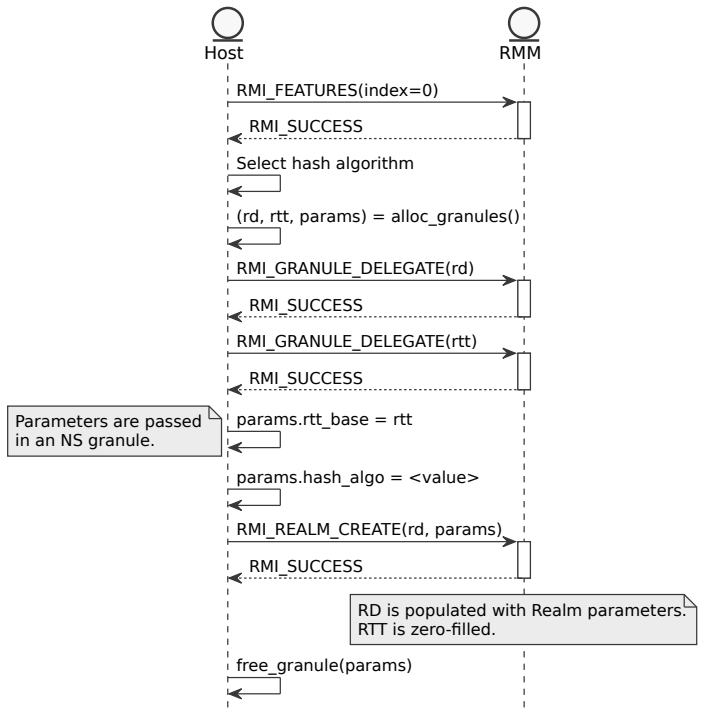 Host
RMM
RMI_FEATURES(index=0)
RMI_SUCCESS
Select hash algorithm
(rd, rtt, params) = alloc_granules()
RMI_GRANULE_DELEGATE(rd)
RMI_SUCCESS
RMI_GRANULE_DELEGATE(rtt)
RMI_SUCCESS
Parameters are passed
in an NS granule.
params.rtt_base = rtt
params.hash_algo = <value>
RMI_REALM_CREATE(rd, params)
RMI_SUCCESS
RD is populated with Realm parameters.
RTT is zero-filled.
free_granule(params)